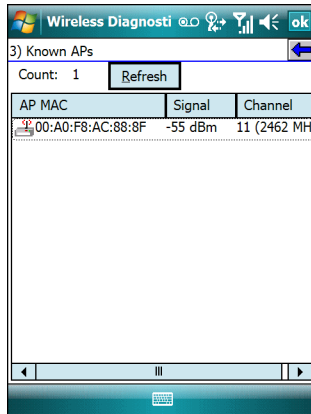 Wireless Diagnosti ok
3) Known APs
Count: 1 Refresh
AP MAC Signal Channel
00:A0:F8:AC:88:8F -55 dBm 11 (2462 MH